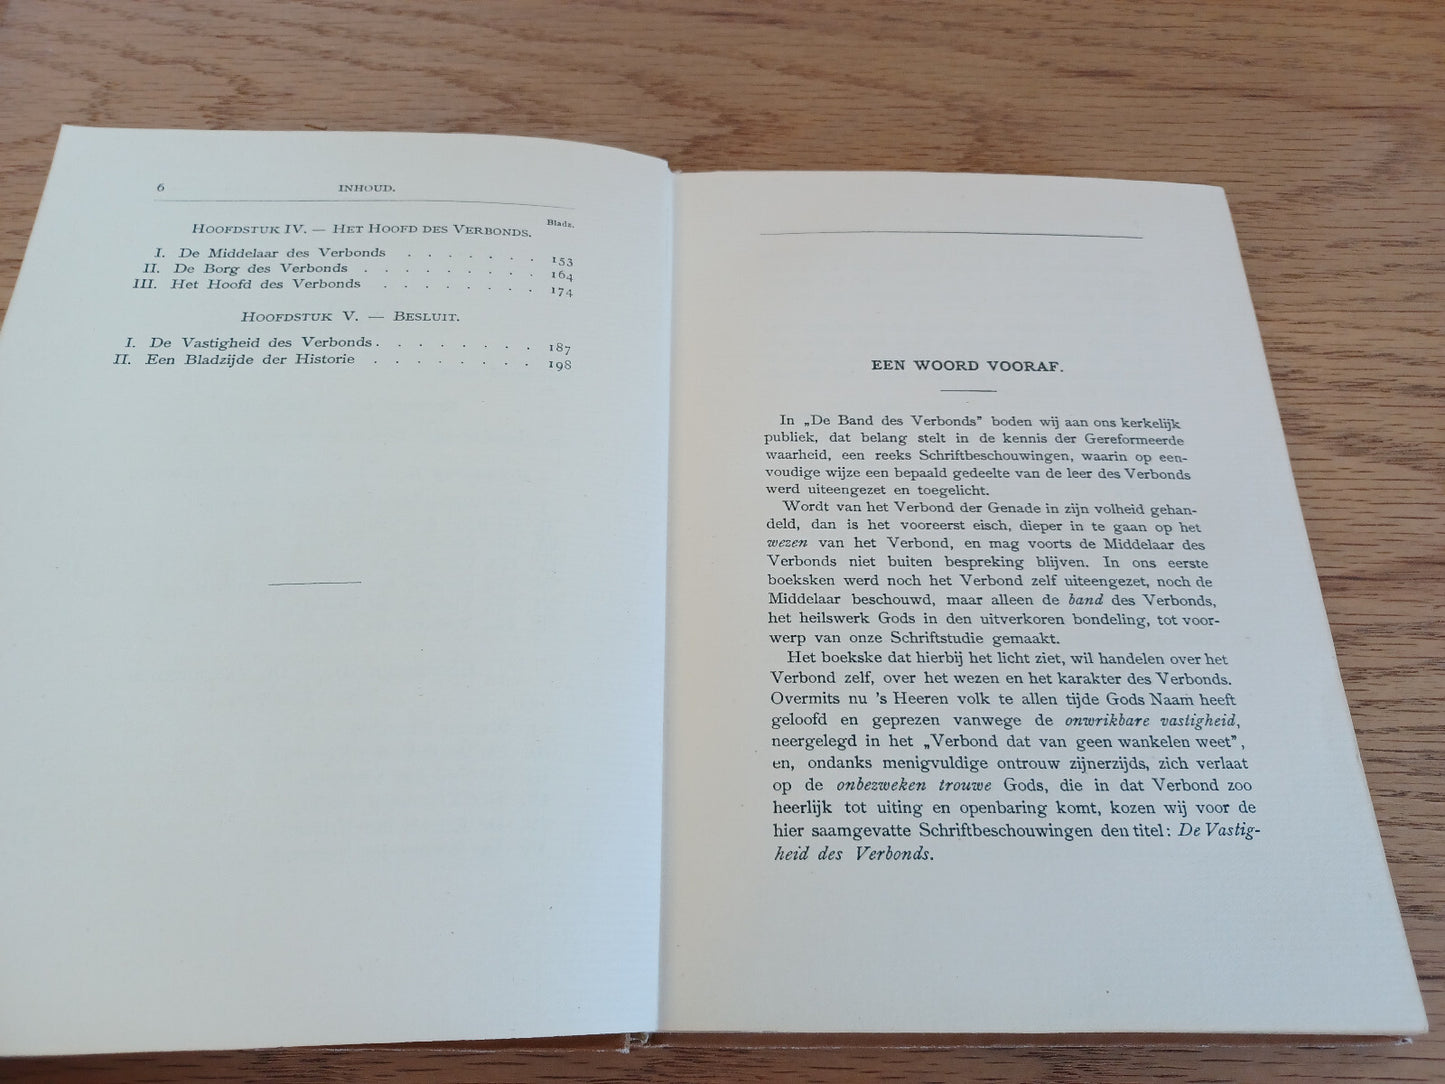 6 INHOUD.
Bladz.
HOOFDSTUK IV. — HET HOOFD DES VERBONDS.
I. De Middelaar des Verbonds . . . . . . . 153
II. De Borg des Verbonds . . . . . . . . 164
III. Het Hoofd des Verbonds . . . . . . . . 174
HOOFDSTUK V. — BESLUIT.
I. De Vastigheid des Verbonds . . . . . . . . 187
II. Een Bladzijde der Historie . . . . . . . . 198
EEN WOORD VOORAF.
In „De Band des Verbonds” boden wij aan ons kerkelijk
publiek, dat belang stelt in de kennis der Gereformeerde
waarheid, een reeks Schriftbeschouwingen, waarin op een-
voudige wijze een bepaald gedeelte van de leer des Verbonds
werd uiteengezet en toegelicht.
Wordt van het Verbond der Genade in zijn volheid gehan-
deld, dan is het vooreerst eisch, dieper in te gaan op het
wezen van het Verbond, en mag voorts de Middelaar des
Verbonds niet buiten bespreking blijven. In ons eerste
boeksken werd noch het Verbond zelf uiteengezet, noch de
Middelaar beschouwd, maar alleen de band des Verbonds,
het heilswerk Gods in den uitverkoren bondeling, tot voor-
werp van onze Schriftstudie gemaakt.
Het boekske dat hierbij het licht ziet, wil handelen over het
Verbond zelf, over het wezen en het karakter des Verbonds.
Overmits nu 's Heeren volk te allen tijde Gods Naam heeft
geloofd en geprezen vanwege de onwrikbare vastigheid,
neergelegd in het „Verbond dat van geen wankelen weet”,
en, ondanks menigvuldige ontrouw zijnerzijds, zich verlaat
op de onbezweken trouwe Gods, die in dat Verbond zoo
heerlijk tot uiting en openbaring komt, kozen wij voor de
hier saamgevatte Schriftbeschouwingen den titel: De Vastig-
heid des Verbonds.